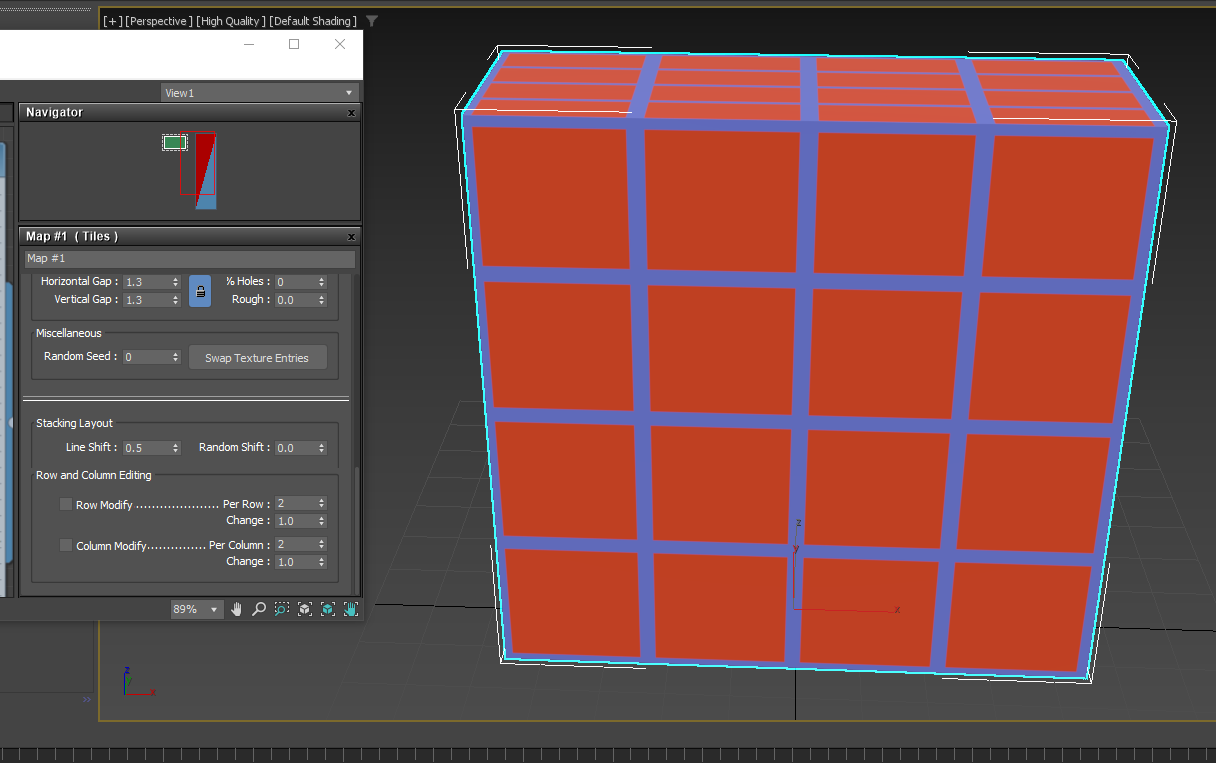 [+] [Perspective ] [High Quality ] [Default Shading ]
View1
Navigator
Map #1 ( Tiles )
Map #1
Horizontal Gap : 1.3 % Holes : 0
Vertical Gap : 1.3 Rough : 0.0
Miscellaneous
Random Seed : 0 Swap Texture Entries
Stacking Layout
Line Shift : 0.5 Random Shift : 0.0
Row and Column Editing
Row Modify .................... Per Row : 2
Change : 1.0
Column Modify............... Per Column : 2
Change : 1.0
89%
z
y
x
z
y
x